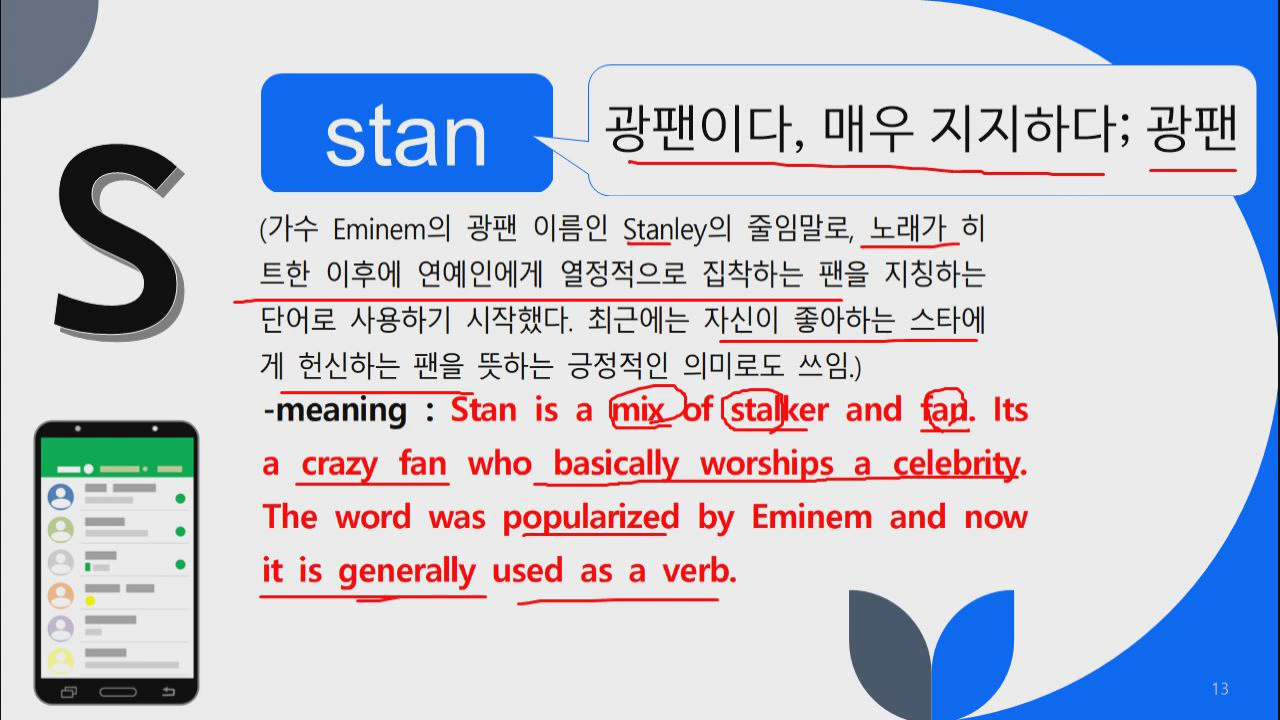 S
stan
광팬이다, 매우 지지하다; 광팬
(가수 Eminem의 광팬 이름인 Stanley의 줄임말로, 노래가 히
트한 이후에 연예인에게 열정적으로 집착하는 팬을 지칭하는
단어로 사용하기 시작했다. 최근에는 자신이 좋아하는 스타에
게 헌신하는 팬을 뜻하는 긍정적인 의미로도 쓰임.)
-meaning : Stan is a mix of stalker and fan. Its
a crazy fan who basically worships a celebrity.
The word was popularized by Eminem and now
it is generally used as a verb.
13